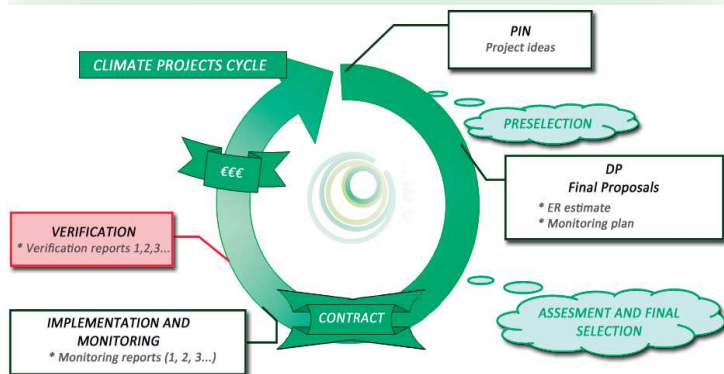 CLIMATE PROJECTS CYCLE
PIN
Project ideas
PRESELECTION
DP
Final Proposals
* ER estimate
* Monitoring plan
ASSESMENT AND FINAL
SELECTION
CONTRACT
IMPLEMENTATION AND
MONITORING
* Monitoring reports (1, 2, 3...)
VERIFICATION
* Verification reports 1,2,3...
€€€